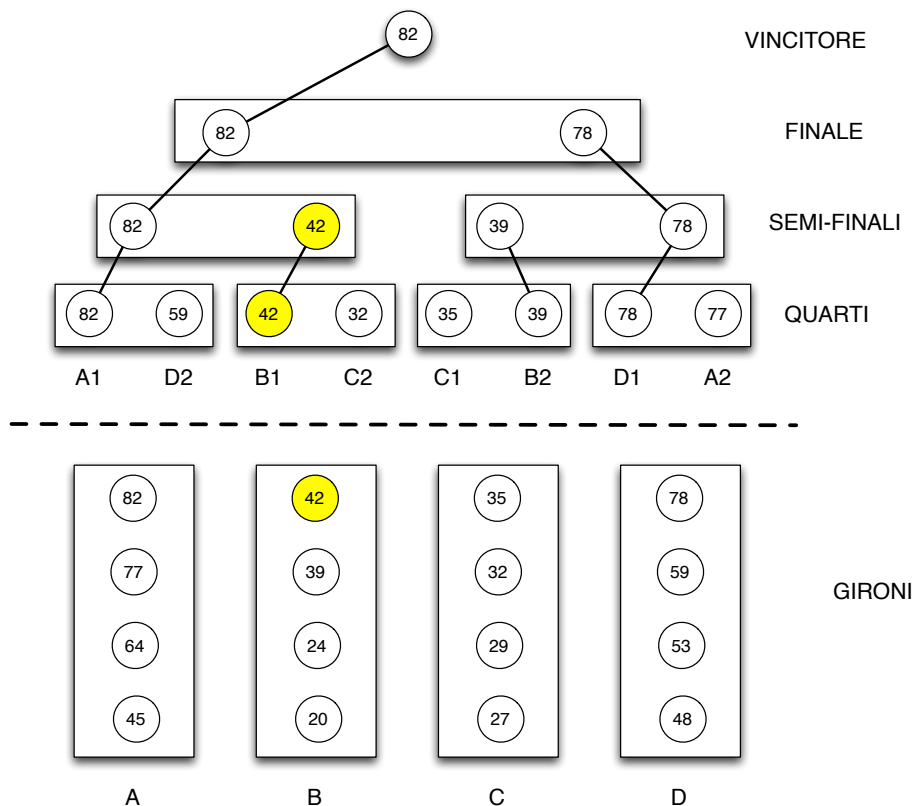 82
VINCITORE
82 78
FINALE
82 42 39 78
SEMI-FINALI
82 59 42 32 35 39 78 77
QUARTI
A1 D2 B1 C2 C1 B2 D1 A2
82 42 35 78
77 39 32 59
GIRONI
64 24 29 53
45 20 27 48
A B C D